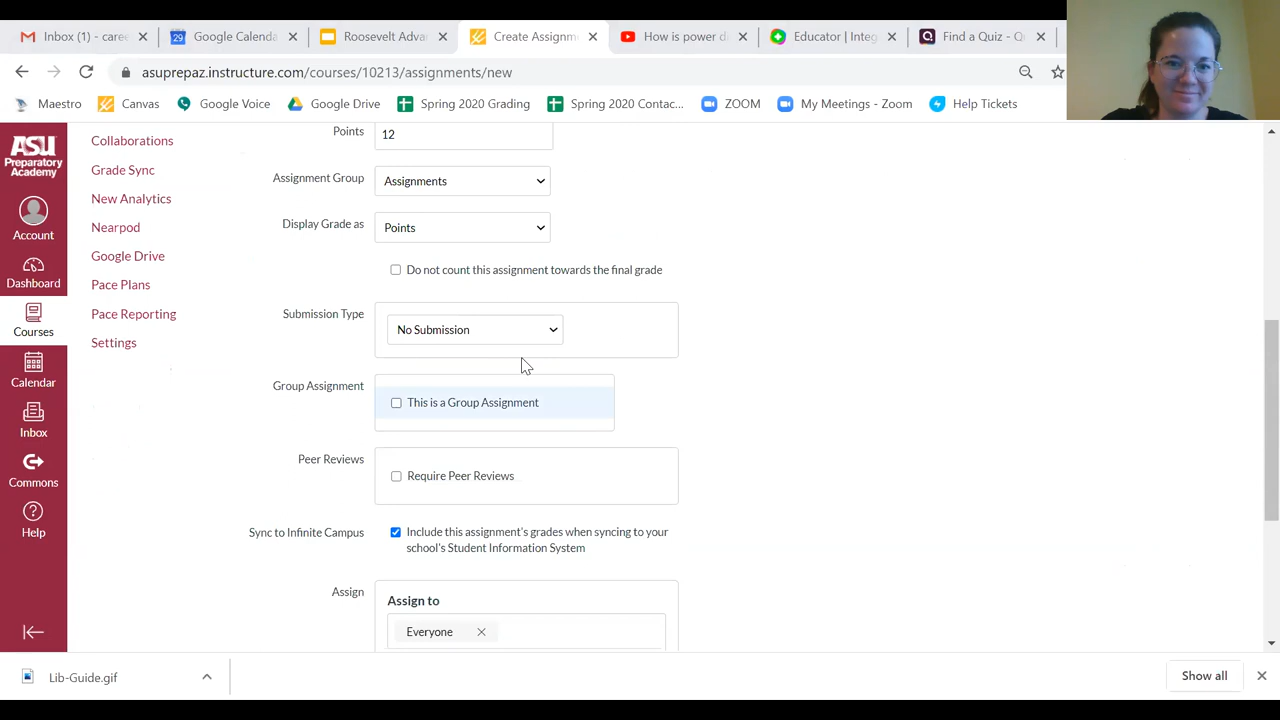 Inbox (1) - caree
Google Calenda
Roosevelt Advan
Create Assignm
How is power d
Educator | Integ
Find a Quiz - Q
asuprepaz.instructure.com/courses/10213/assignments/new
Maestro
Canvas
Google Voice
Google Drive
Spring 2020 Grading
Spring 2020 Contac...
ZOOM
My Meetings - Zoom
Help Tickets
ASU
Preparatory
Academy
Account
Dashboard
Courses
Calendar
Inbox
Commons
Help
Collaborations
Grade Sync
New Analytics
Nearpod
Google Drive
Pace Plans
Pace Reporting
Settings
Points
12
Assignment Group
Assignments
Display Grade as
Points
Do not count this assignment towards the final grade
Submission Type
No Submission
Group Assignment
This is a Group Assignment
Peer Reviews
Require Peer Reviews
Sync to Infinite Campus
Include this assignment's grades when syncing to your
school's Student Information System
Assign
Assign to
Everyone
Lib-Guide.gif
Show all